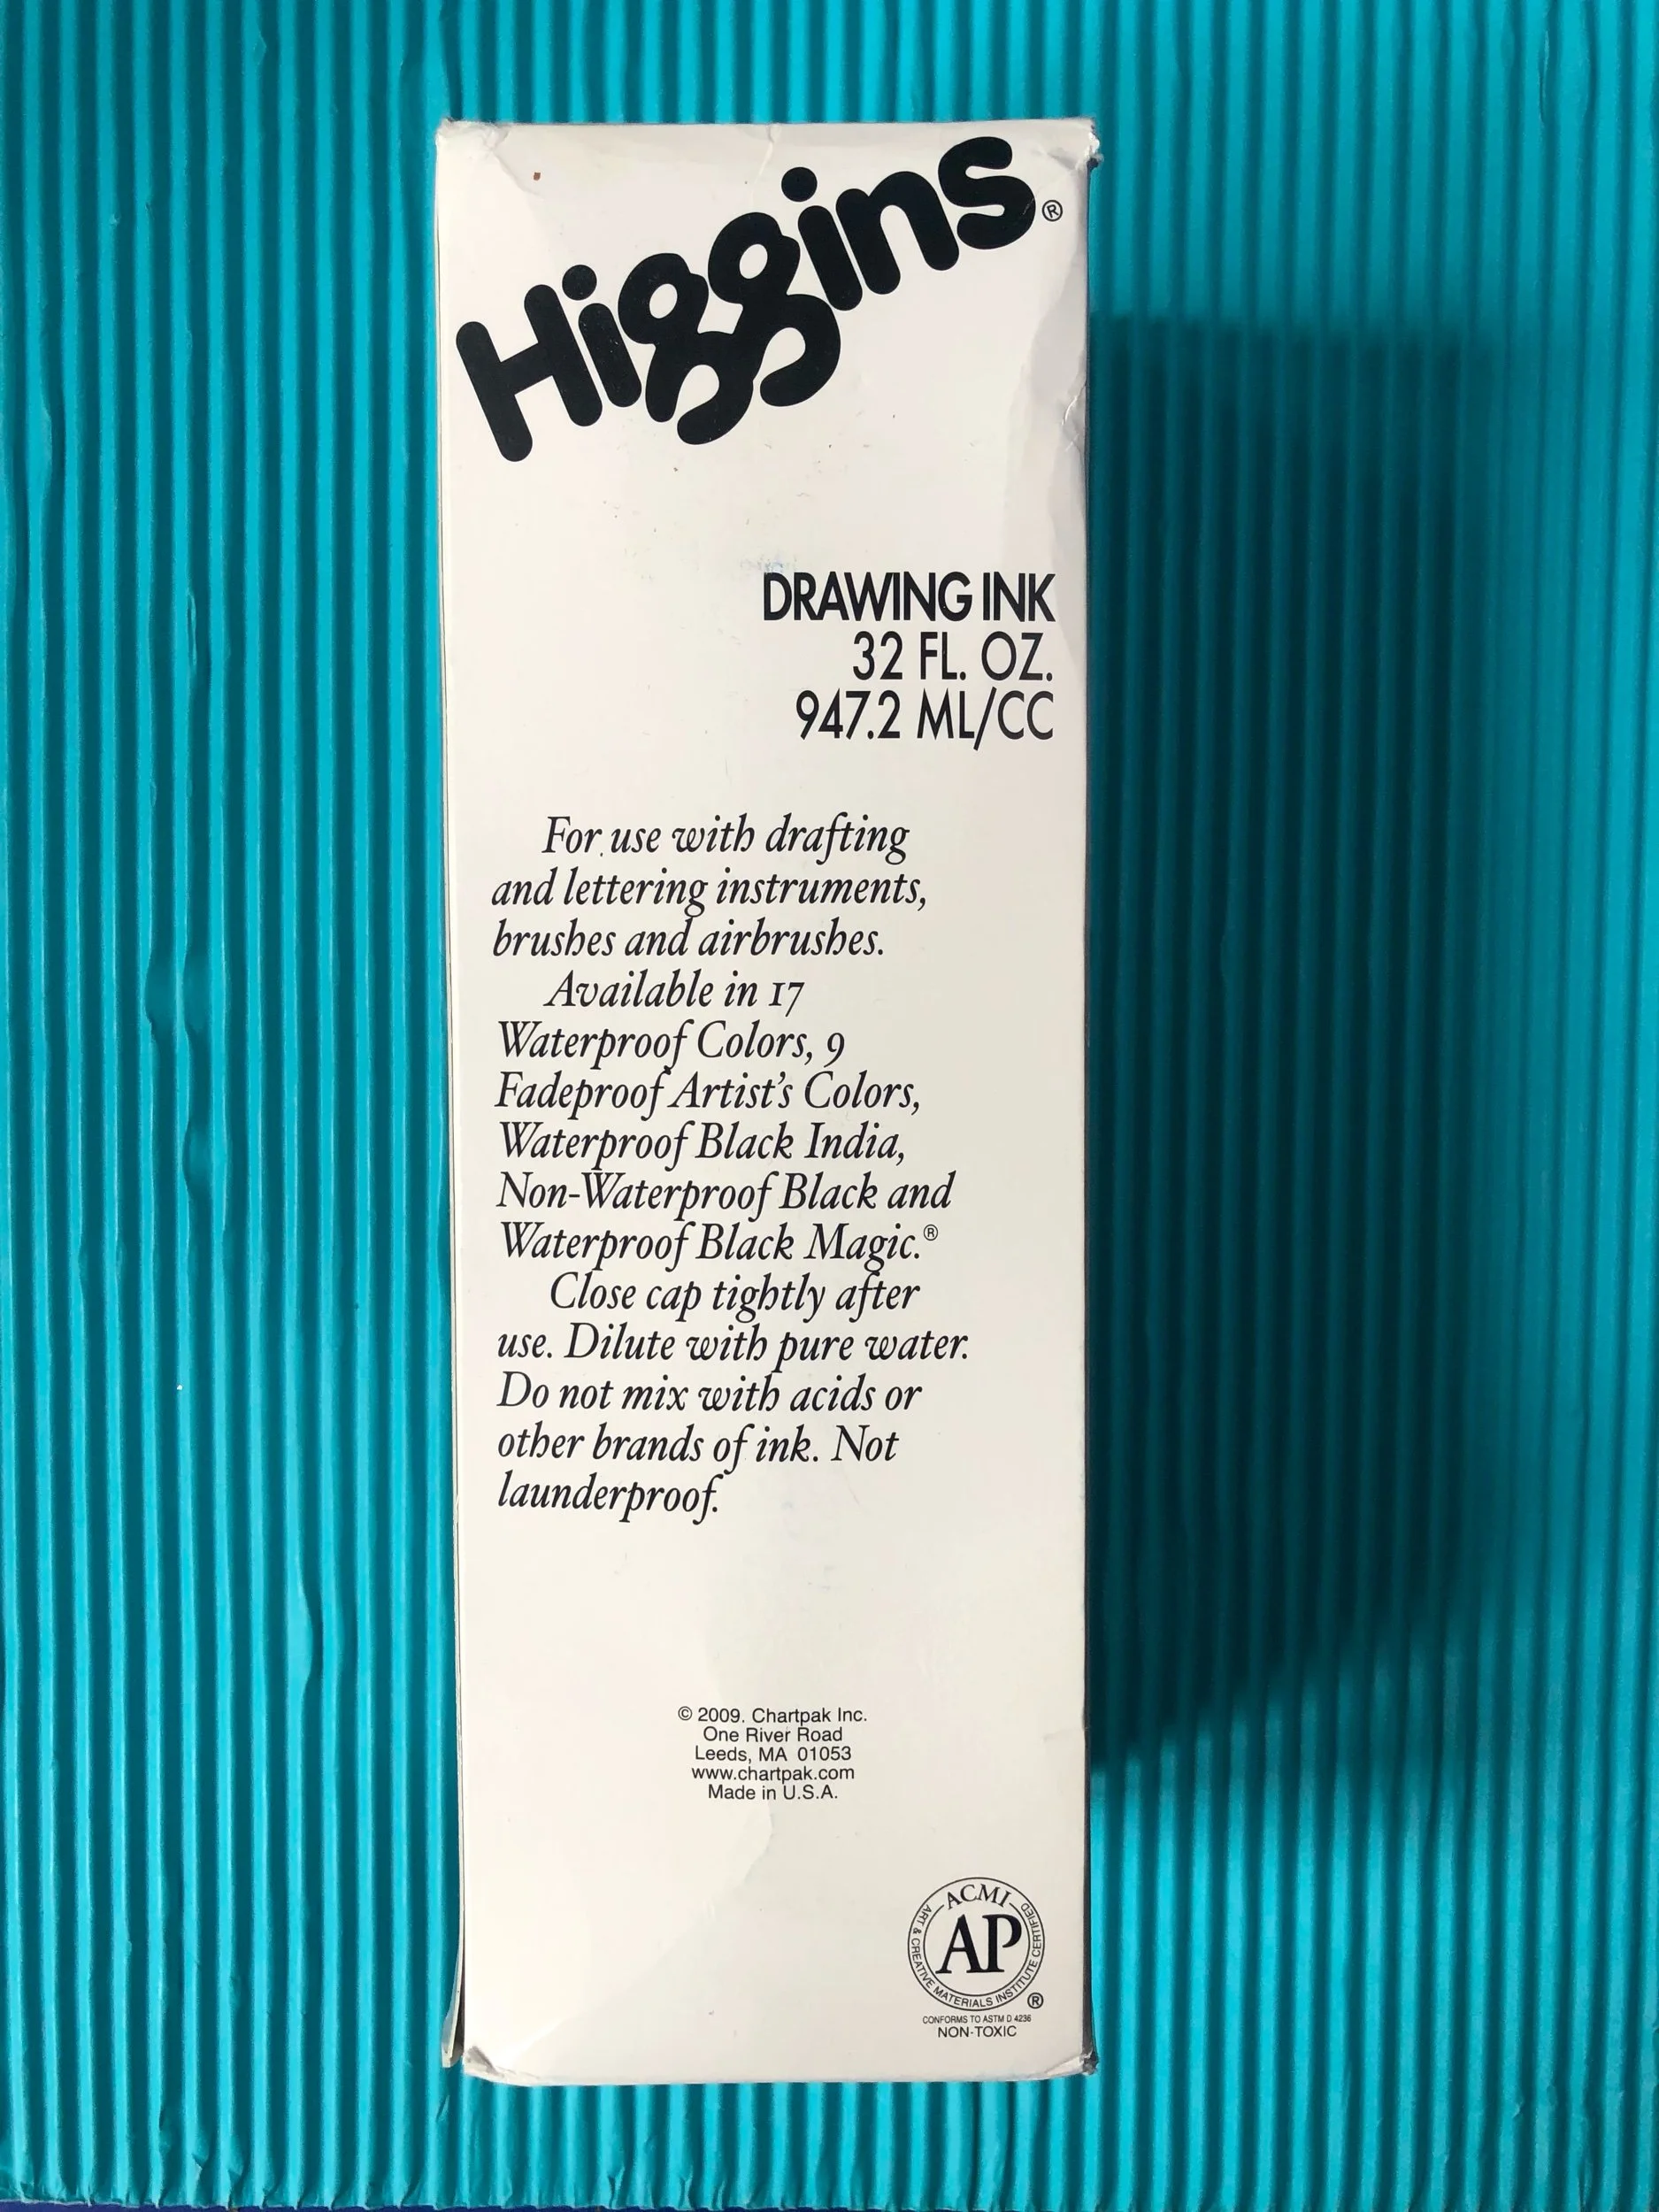 Higgins®
DRAWING INK
32 FL. OZ.
947.2 ML/CC
For use with drafting
and lettering instruments,
brushes and airbrushes.
Available in 17
Waterproof Colors, 9
Fadeproof Artist's Colors,
Waterproof Black India,
Non-Waterproof Black and
Waterproof Black Magic.®
Close cap tightly after
use. Dilute with pure water.
Do not mix with acids or
other brands of ink. Not
launderproof.
© 2009. Chartpak Inc.
One River Road
Leeds, MA 01053
www.chartpak.com
Made in U.S.A.
ACMI
AP
ART & CREATIVE MATERIALS INSTITUTE CERTIFIED
®
CONFORMS TO ASTM D 4236
NON-TOXIC